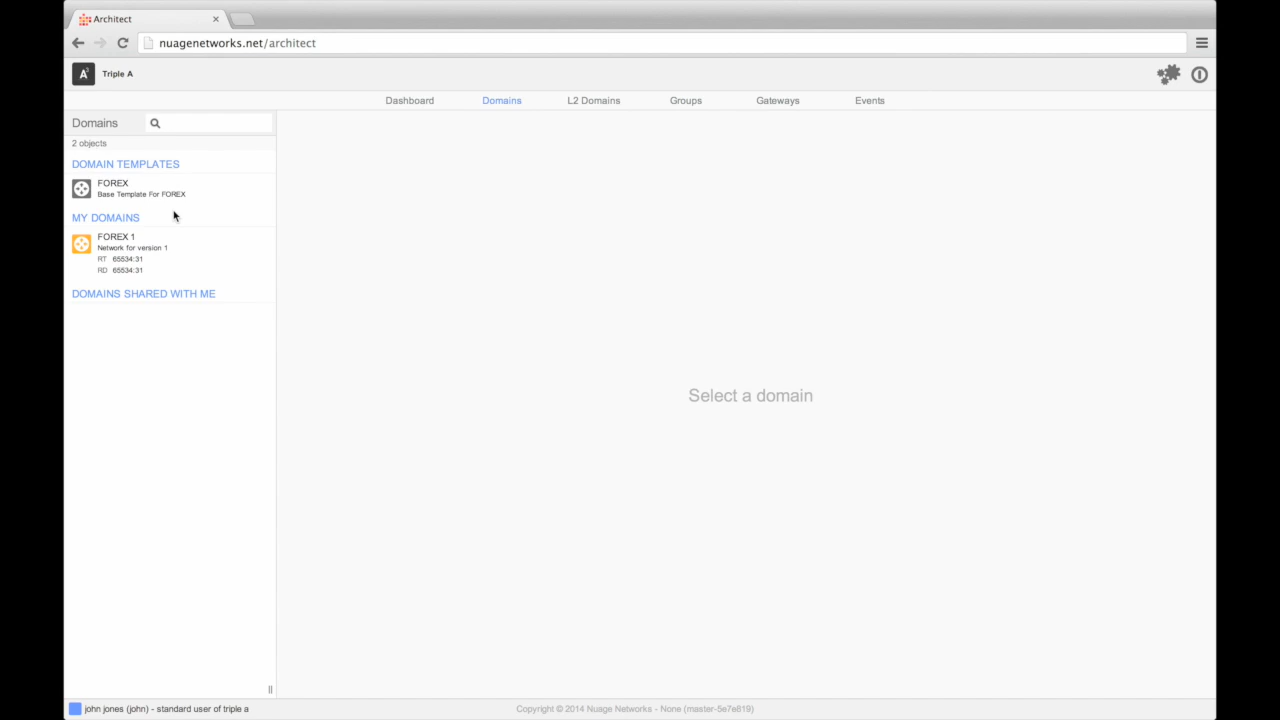 Architect
nuagenetworks.net/architect
A³ Triple A
Dashboard Domains L2 Domains Groups Gateways Events
Domains
2 objects
DOMAIN TEMPLATES
FOREX
Base Template For FOREX
MY DOMAINS
FOREX 1
Network for version 1
RT 65534:31
RD 65534:31
DOMAINS SHARED WITH ME
Select a domain
john jones (john) - standard user of triple a
Copyright © 2014 Nuage Networks - None (master-5e7e819)